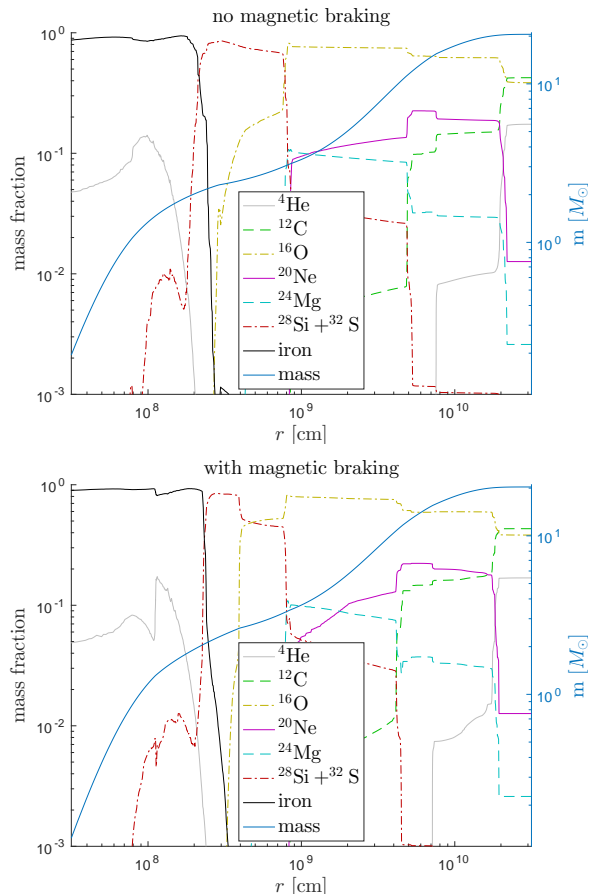 no magnetic braking
mass fraction
10^0
10^-1
10^-2
10^-3
10^1
10^0
m [M_⊙]
^4He
^12C
^16O
^20Ne
^24Mg
^28Si +^32 S
iron
mass
10^8
10^9
10^10
r [cm]
with magnetic braking
mass fraction
10^0
10^-1
10^-2
10^-3
10^1
10^0
m [M_⊙]
^4He
^12C
^16O
^20Ne
^24Mg
^28Si +^32 S
iron
mass
10^8
10^9
10^10
r [cm]